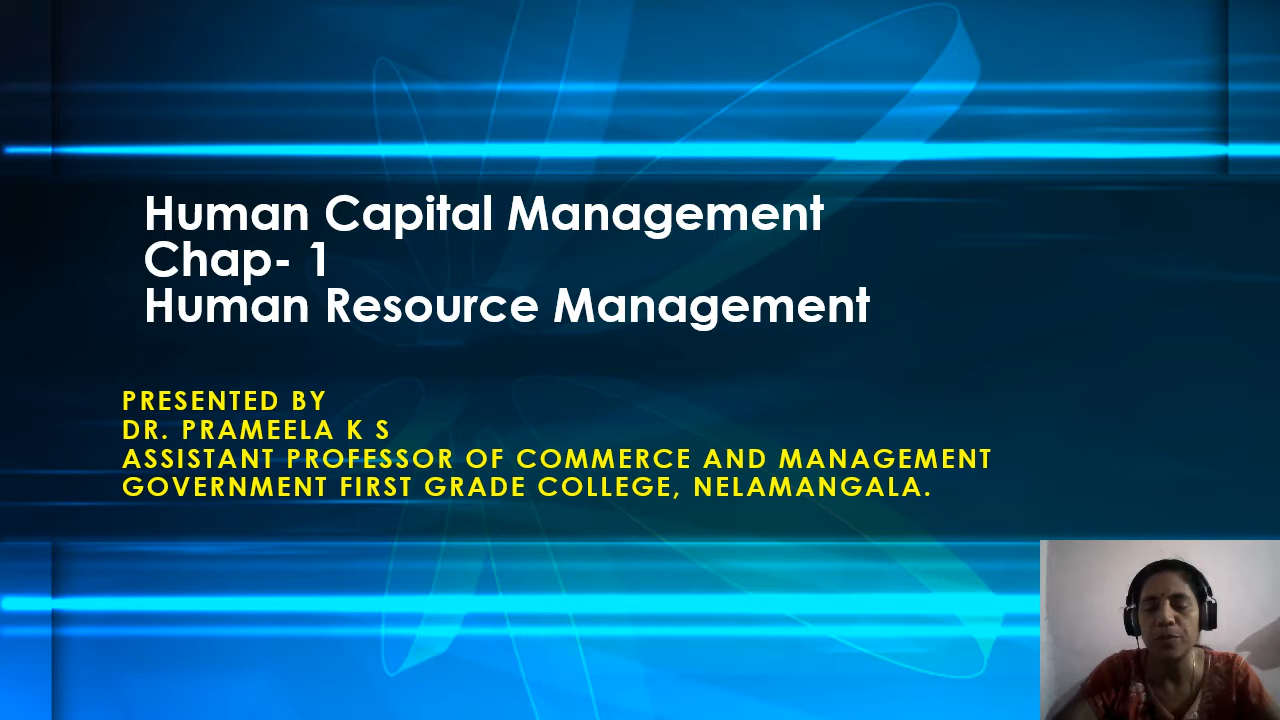 Human Capital Management
Chap- 1
Human Resource Management
PRESENTED BY
DR. PRAMEELA K S
ASSISTANT PROFESSOR OF COMMERCE AND MANAGEMENT
GOVERNMENT FIRST GRADE COLLEGE, NELAMANGALA.